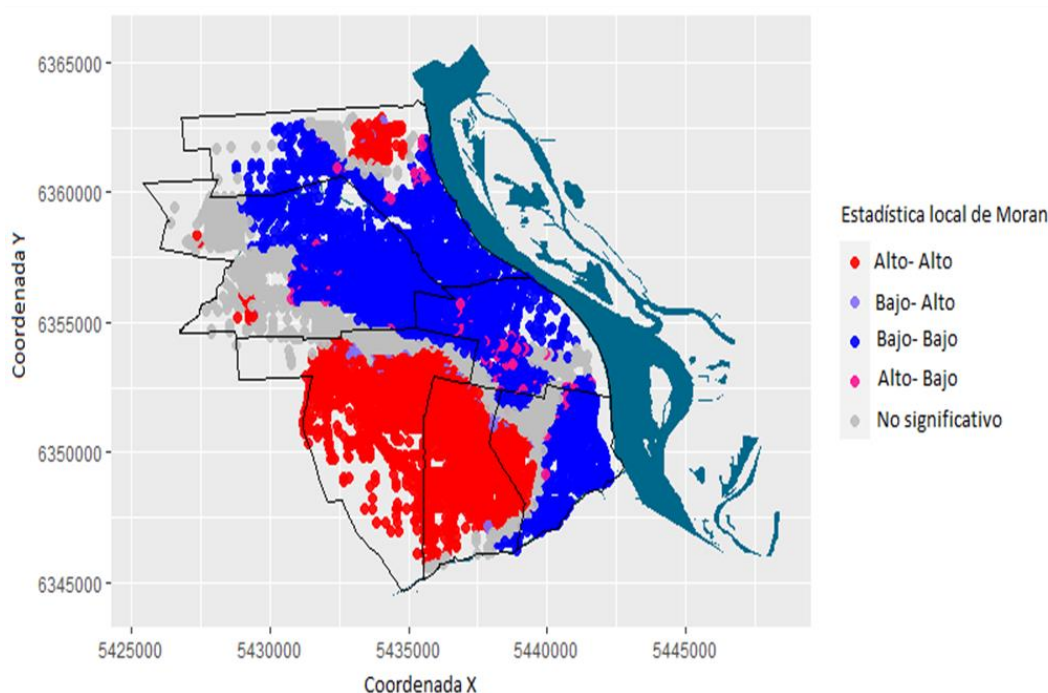 Coordenada Y
6365000
6360000
6355000
6350000
6345000
5425000 5430000 5435000 5440000 5445000
Coordenada X
Estadística local de Moran
Alto- Alto
Bajo- Alto
Bajo- Bajo
Alto- Bajo
No significativo